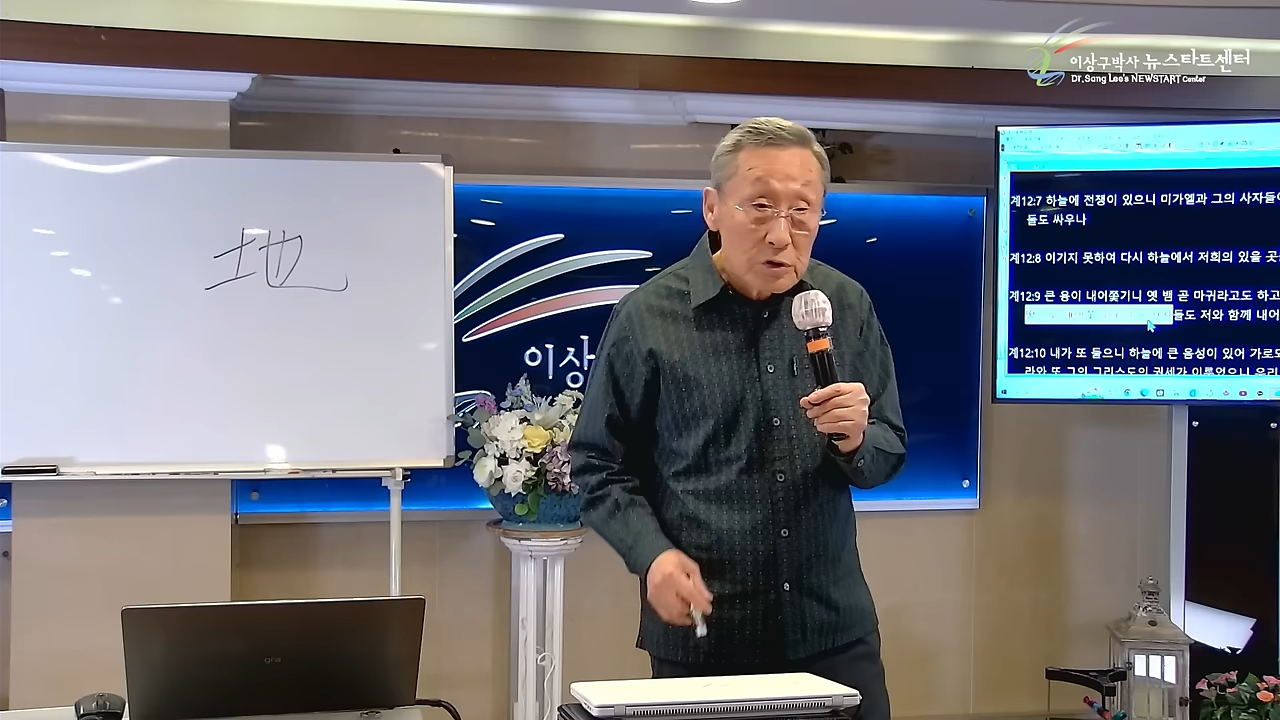 이상구박사 뉴스타트센터
Dr.Sang Lee's NEWSTART Center
地
이상
계12:7 하늘에 전쟁이 있으니 미가엘과 그의 사자들이
들도 싸우나
계12:8 이기지 못하여 다시 하늘에서 저희의 있을 곳을
계12:9 큰 용이 내어쫓기니 옛 뱀 곧 마귀라고도 하고
들도 저와 함께 내어
계12:10 내가 또 들으니 하늘에 큰 음성이 있어 가로되
라와 또 그의 그리스도의 권세가 이루었으니 우리
gram